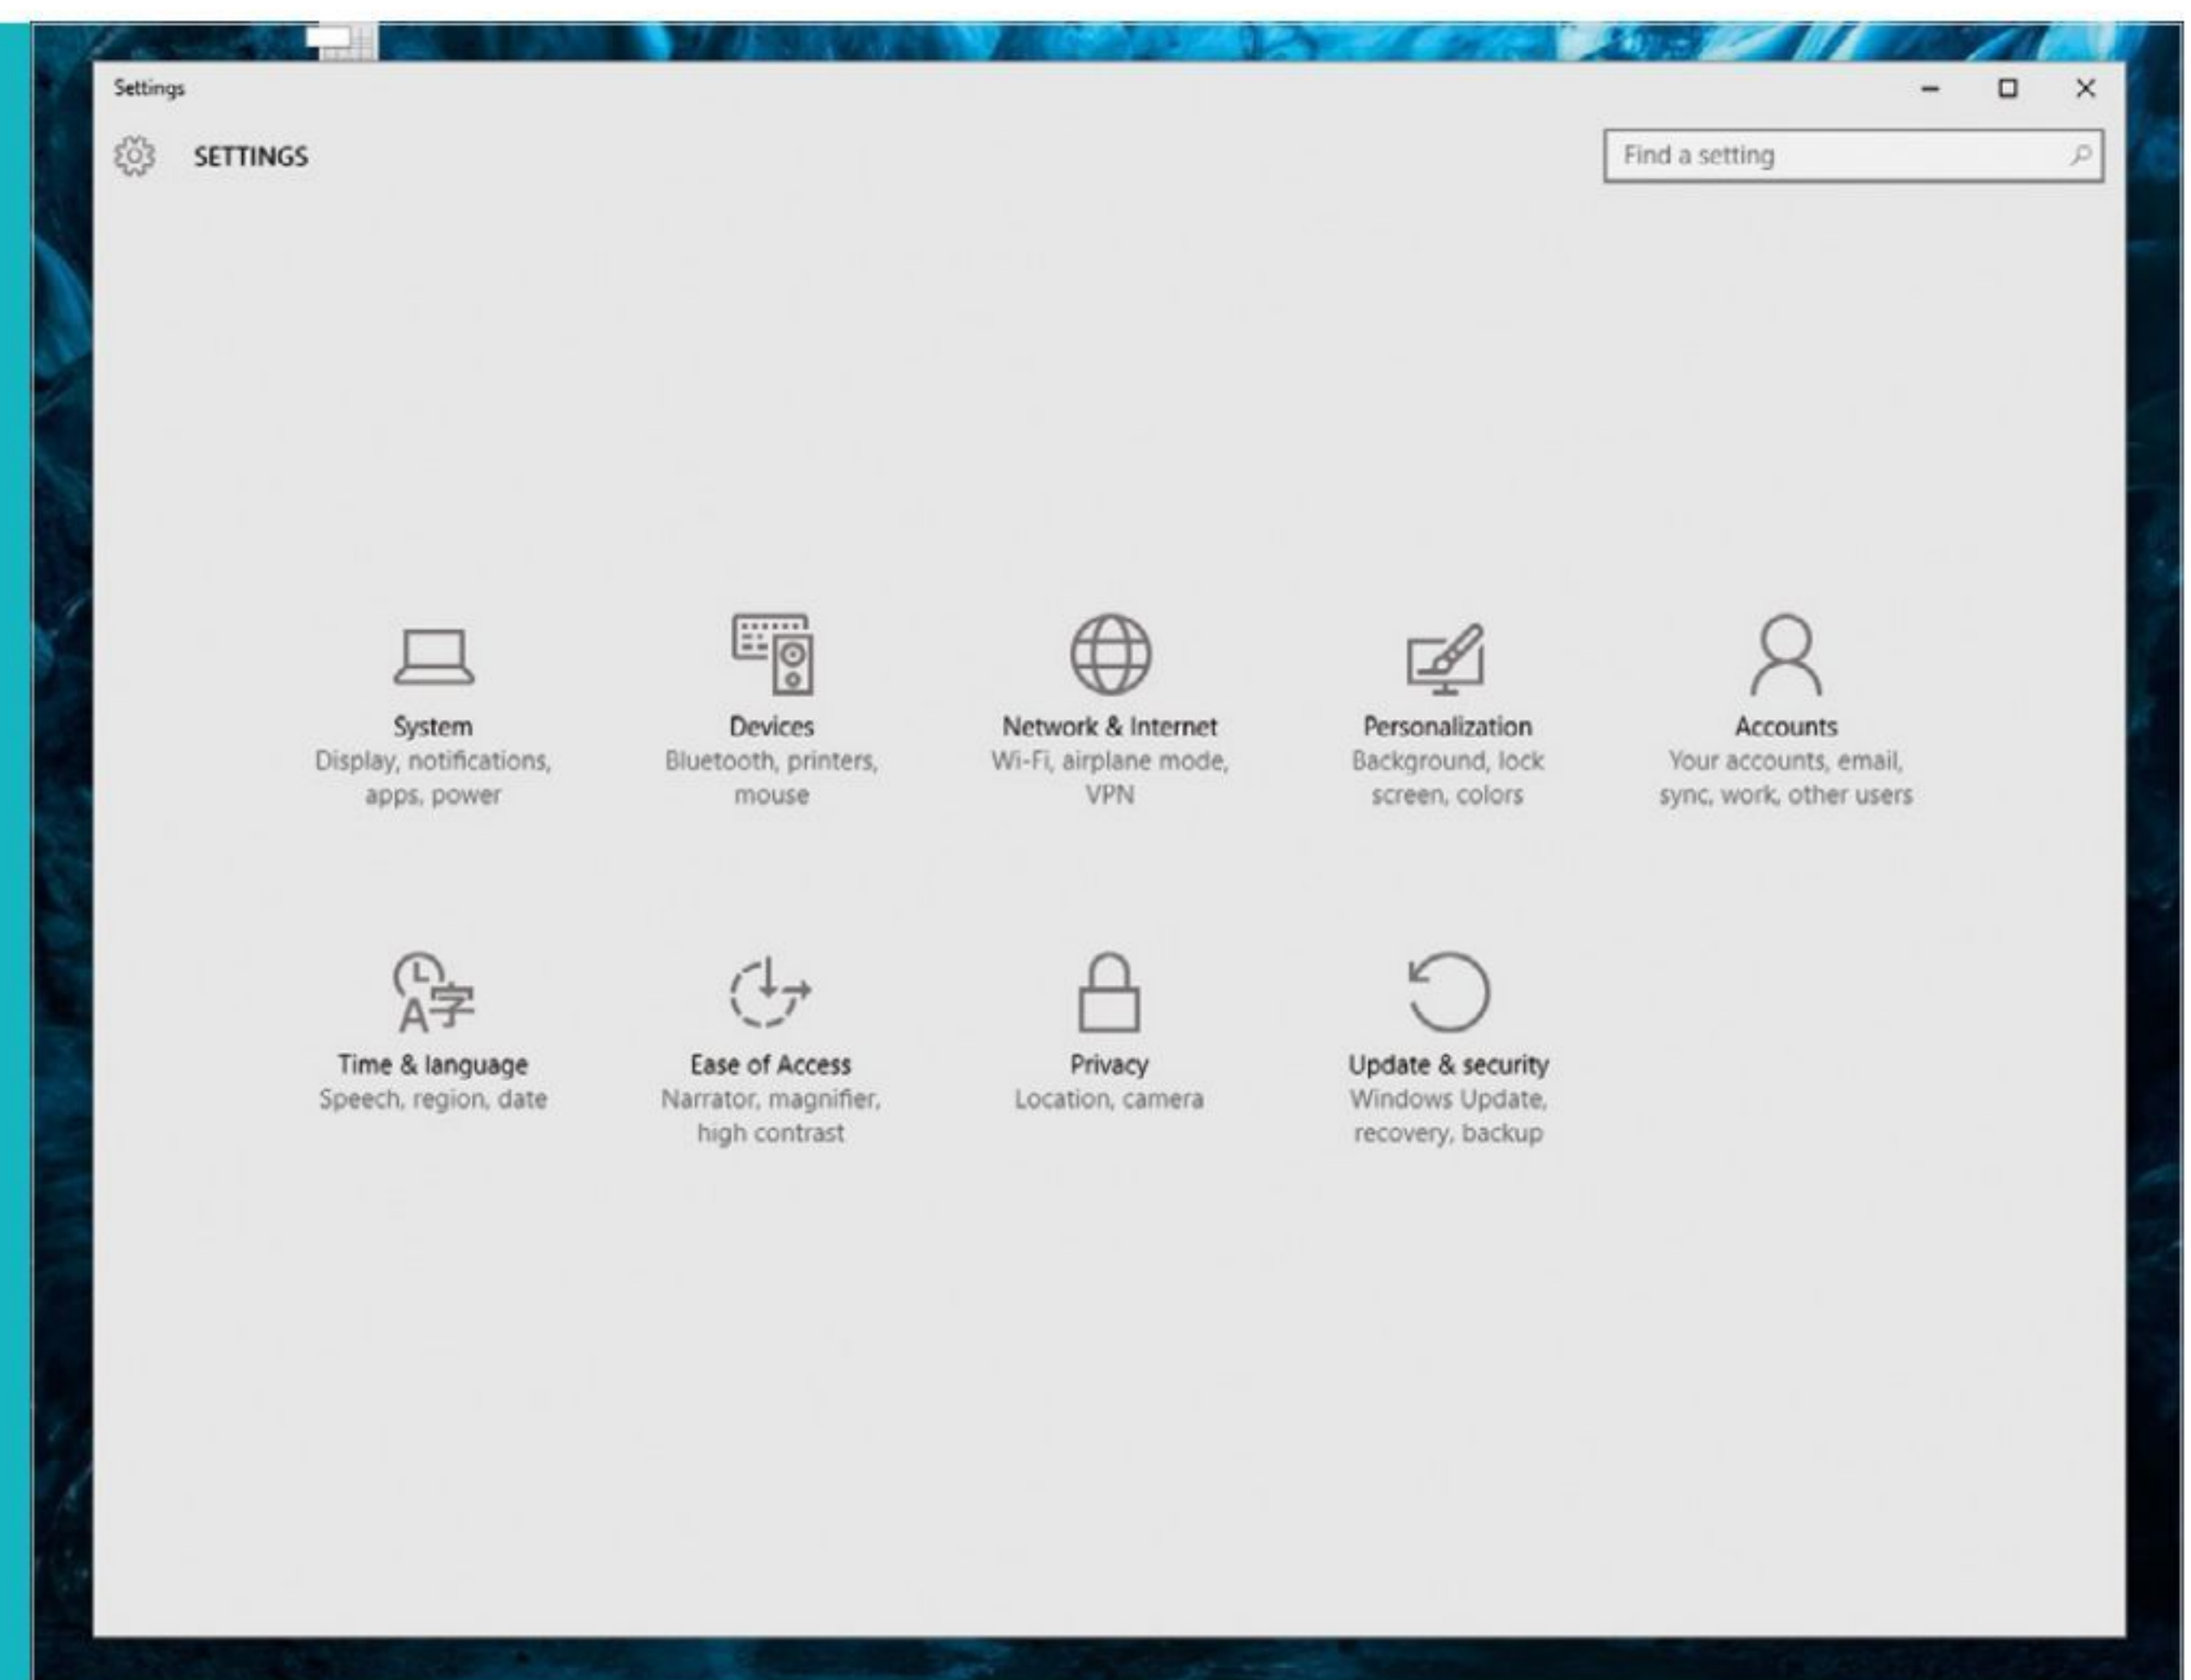 Settings
SETTINGS
Find a setting
System
Display, notifications,
apps, power
Devices
Bluetooth, printers,
mouse
Network & Internet
Wi-Fi, airplane mode,
VPN
Personalization
Background, lock
screen, colors
Accounts
Your accounts, email,
sync, work, other users
A字
Time & language
Speech, region, date
Ease of Access
Narrator, magnifier,
high contrast
Privacy
Location, camera
Update & security
Windows Update,
recovery, backup